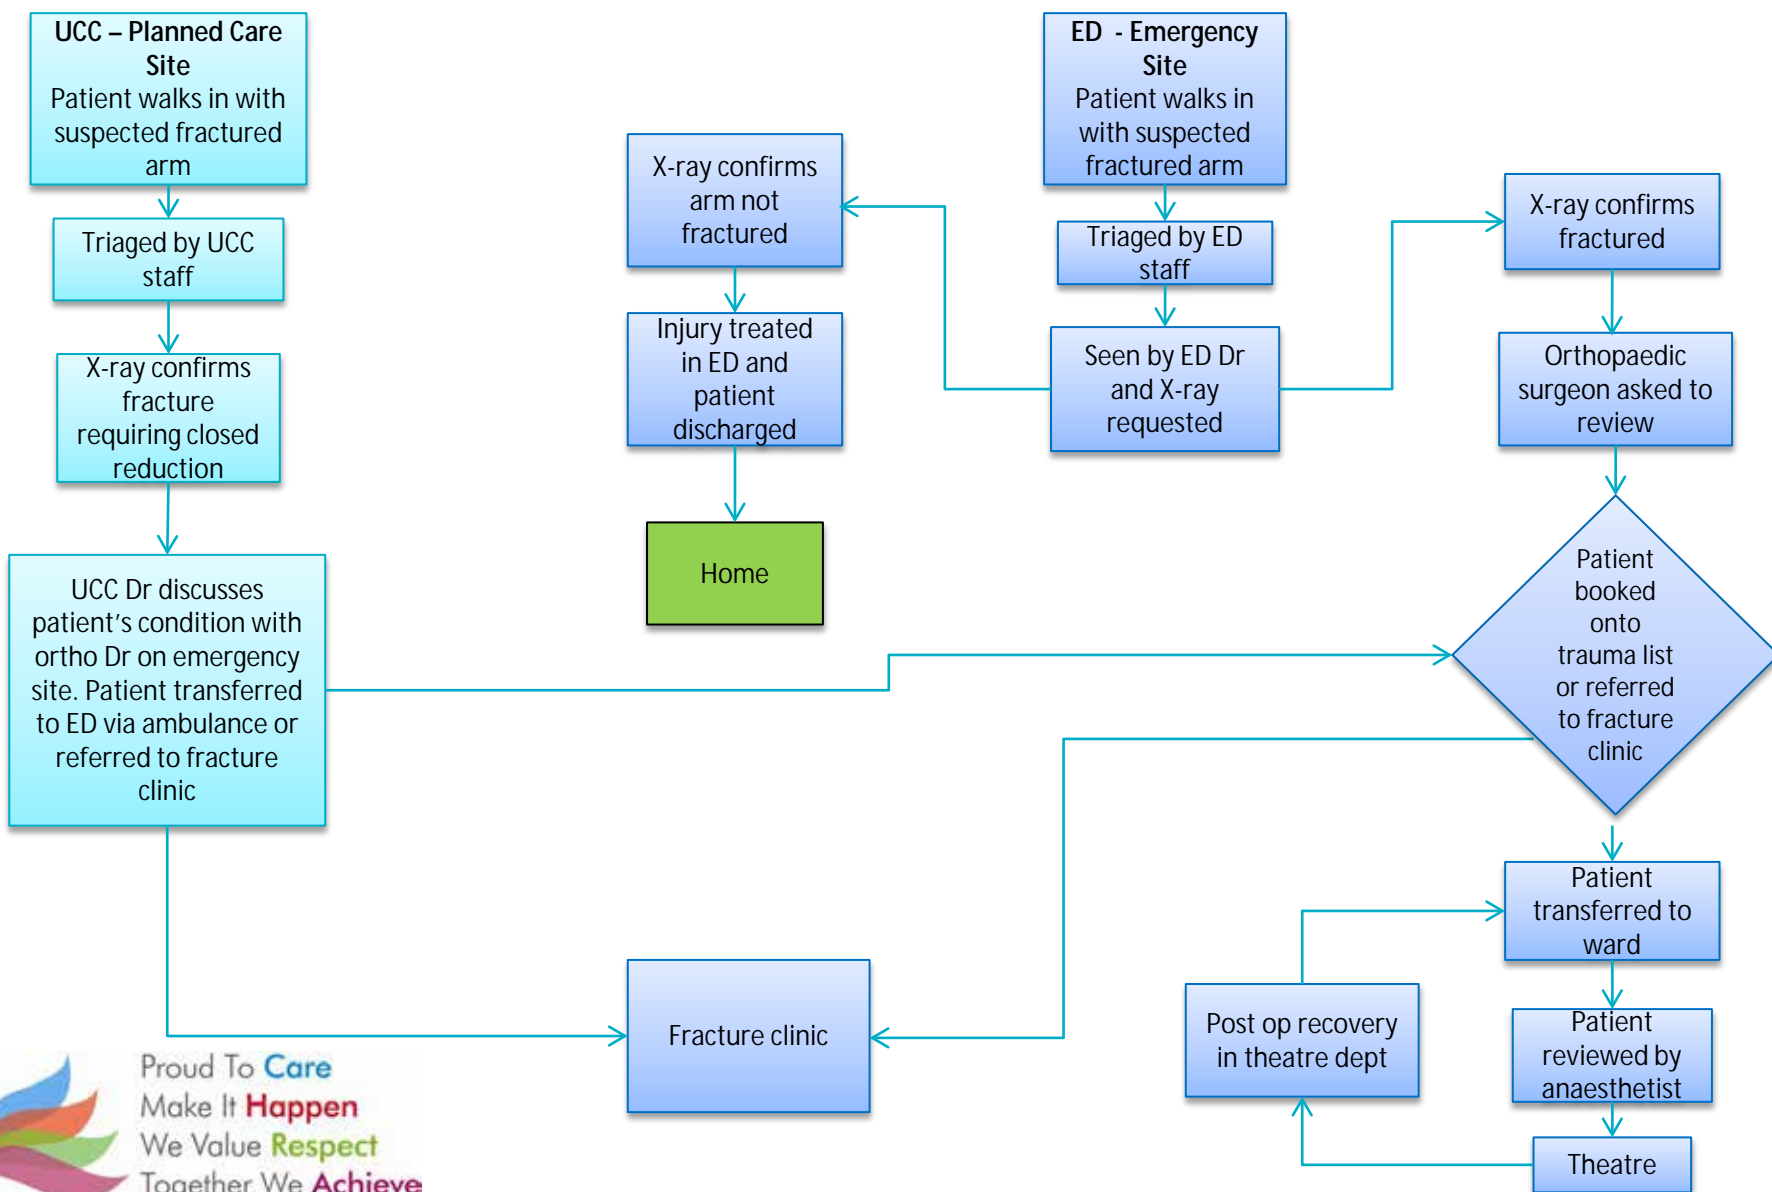 UCC – Planned Care
Site
Patient walks in with
suspected fractured
arm
Triaged by UCC
staff
X-ray confirms
fracture
requiring closed
reduction
UCC Dr discusses
patient’s condition with
ortho Dr on emergency
site. Patient transferred
to ED via ambulance or
referred to fracture
clinic
X-ray confirms
arm not
fractured
Injury treated
in ED and
patient
discharged
Home
ED - Emergency
Site
Patient walks in
with suspected
fractured arm
Triaged by ED
staff
Seen by ED Dr
and X-ray
requested
X-ray confirms
fractured
Orthopaedic
surgeon asked to
review
Patient
booked
onto
trauma list
or referred
to fracture
clinic
Patient
transferred to
ward
Patient
reviewed by
anaesthetist
Theatre
Post op recovery
in theatre dept
Fracture clinic
Proud To Care
Make It Happen
We Value Respect
Together We Achieve